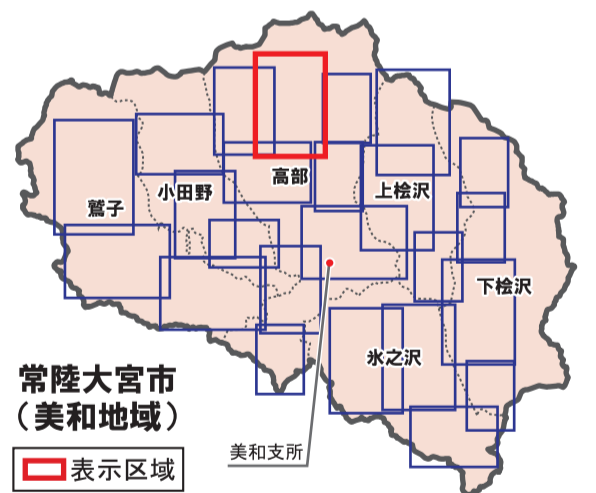 高部
小田野
上桧沢
鷲子
下桧沢
氷之沢
常陸大宮市
（美和地域）
美和支所
表示区域